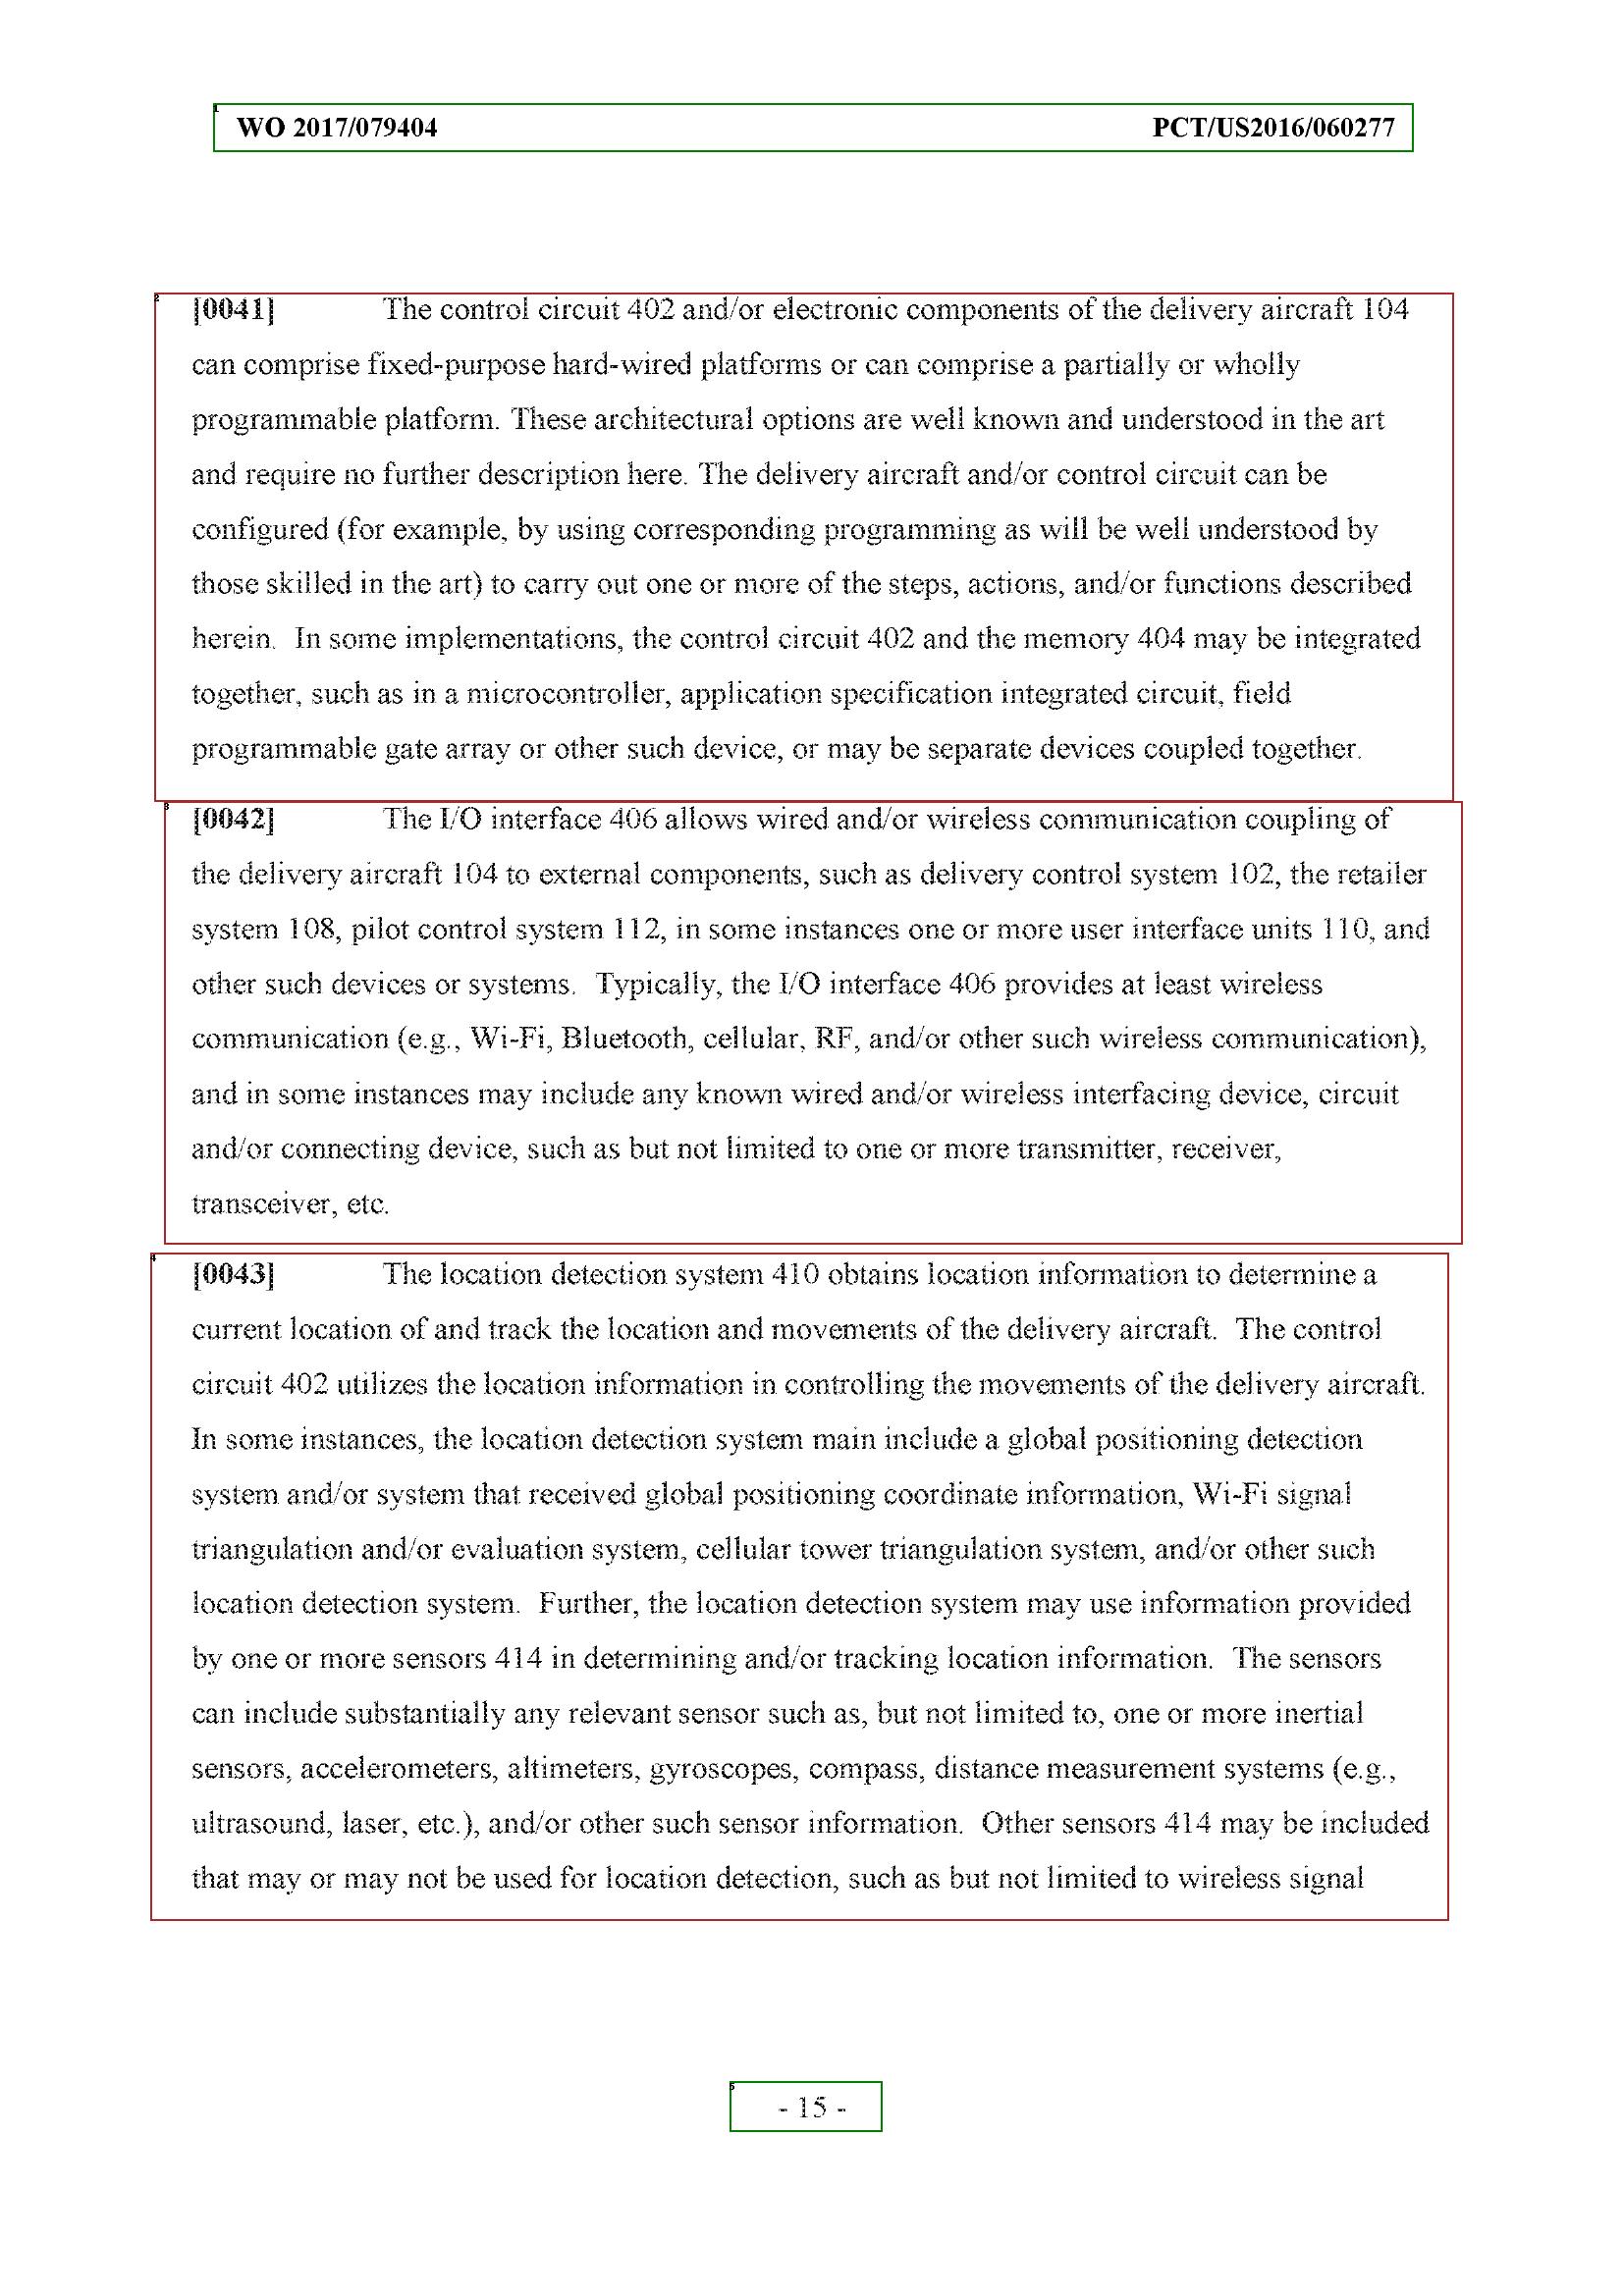 WO 2017/079404 PCT/US2016/060277
[0041] The control circuit 402 and/or electronic components of the delivery aircraft 104
can comprise fixed-purpose hard-wired platforms or can comprise a partially or wholly
programmable platform. These architectural options are well known and understood in the art
and require no further description here. The delivery aircraft and/or control circuit can be
configured (for example, by using corresponding programming as will be well understood by
those skilled in the art) to carry out one or more of the steps, actions, and/or functions described
herein. In some implementations, the control circuit 402 and the memory 404 may be integrated
together, such as in a microcontroller, application specification integrated circuit, field
programmable gate array or other such device, or may be separate devices coupled together.
[0042] The I/O interface 406 allows wired and/or wireless communication coupling of
the delivery aircraft 104 to external components, such as delivery control system 102, the retailer
system 108, pilot control system 112, in some instances one or more user interface units 110, and
other such devices or systems. Typically, the I/O interface 406 provides at least wireless
communication (e.g., Wi-Fi, Bluetooth, cellular, RF, and/or other such wireless communication),
and in some instances may include any known wired and/or wireless interfacing device, circuit
and/or connecting device, such as but not limited to one or more transmitter, receiver,
transceiver, etc.
[0043] The location detection system 410 obtains location information to determine a
current location of and track the location and movements of the delivery aircraft. The control
circuit 402 utilizes the location information in controlling the movements of the delivery aircraft.
In some instances, the location detection system main include a global positioning detection
system and/or system that received global positioning coordinate information, Wi-Fi signal
triangulation and/or evaluation system, cellular tower triangulation system, and/or other such
location detection system. Further, the location detection system may use information provided
by one or more sensors 414 in determining and/or tracking location information. The sensors
can include substantially any relevant sensor such as, but not limited to, one or more inertial
sensors, accelerometers, altimeters, gyroscopes, compass, distance measurement systems (e.g.,
ultrasound, laser, etc.), and/or other such sensor information. Other sensors 414 may be included
that may or may not be used for location detection, such as but not limited to wireless signal
- 15 -